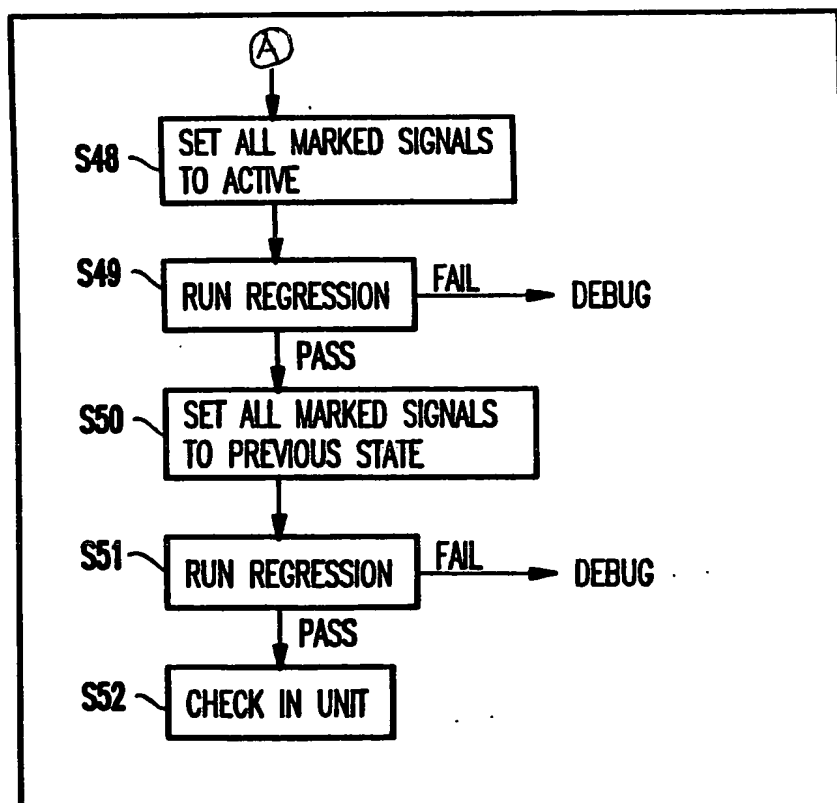 A
S48
SET ALL MARKED SIGNALS
TO ACTIVE
S49
RUN REGRESSION
FAIL
DEBUG
PASS
S50
SET ALL MARKED SIGNALS
TO PREVIOUS STATE
S51
RUN REGRESSION
FAIL
DEBUG
PASS
S52
CHECK IN UNIT